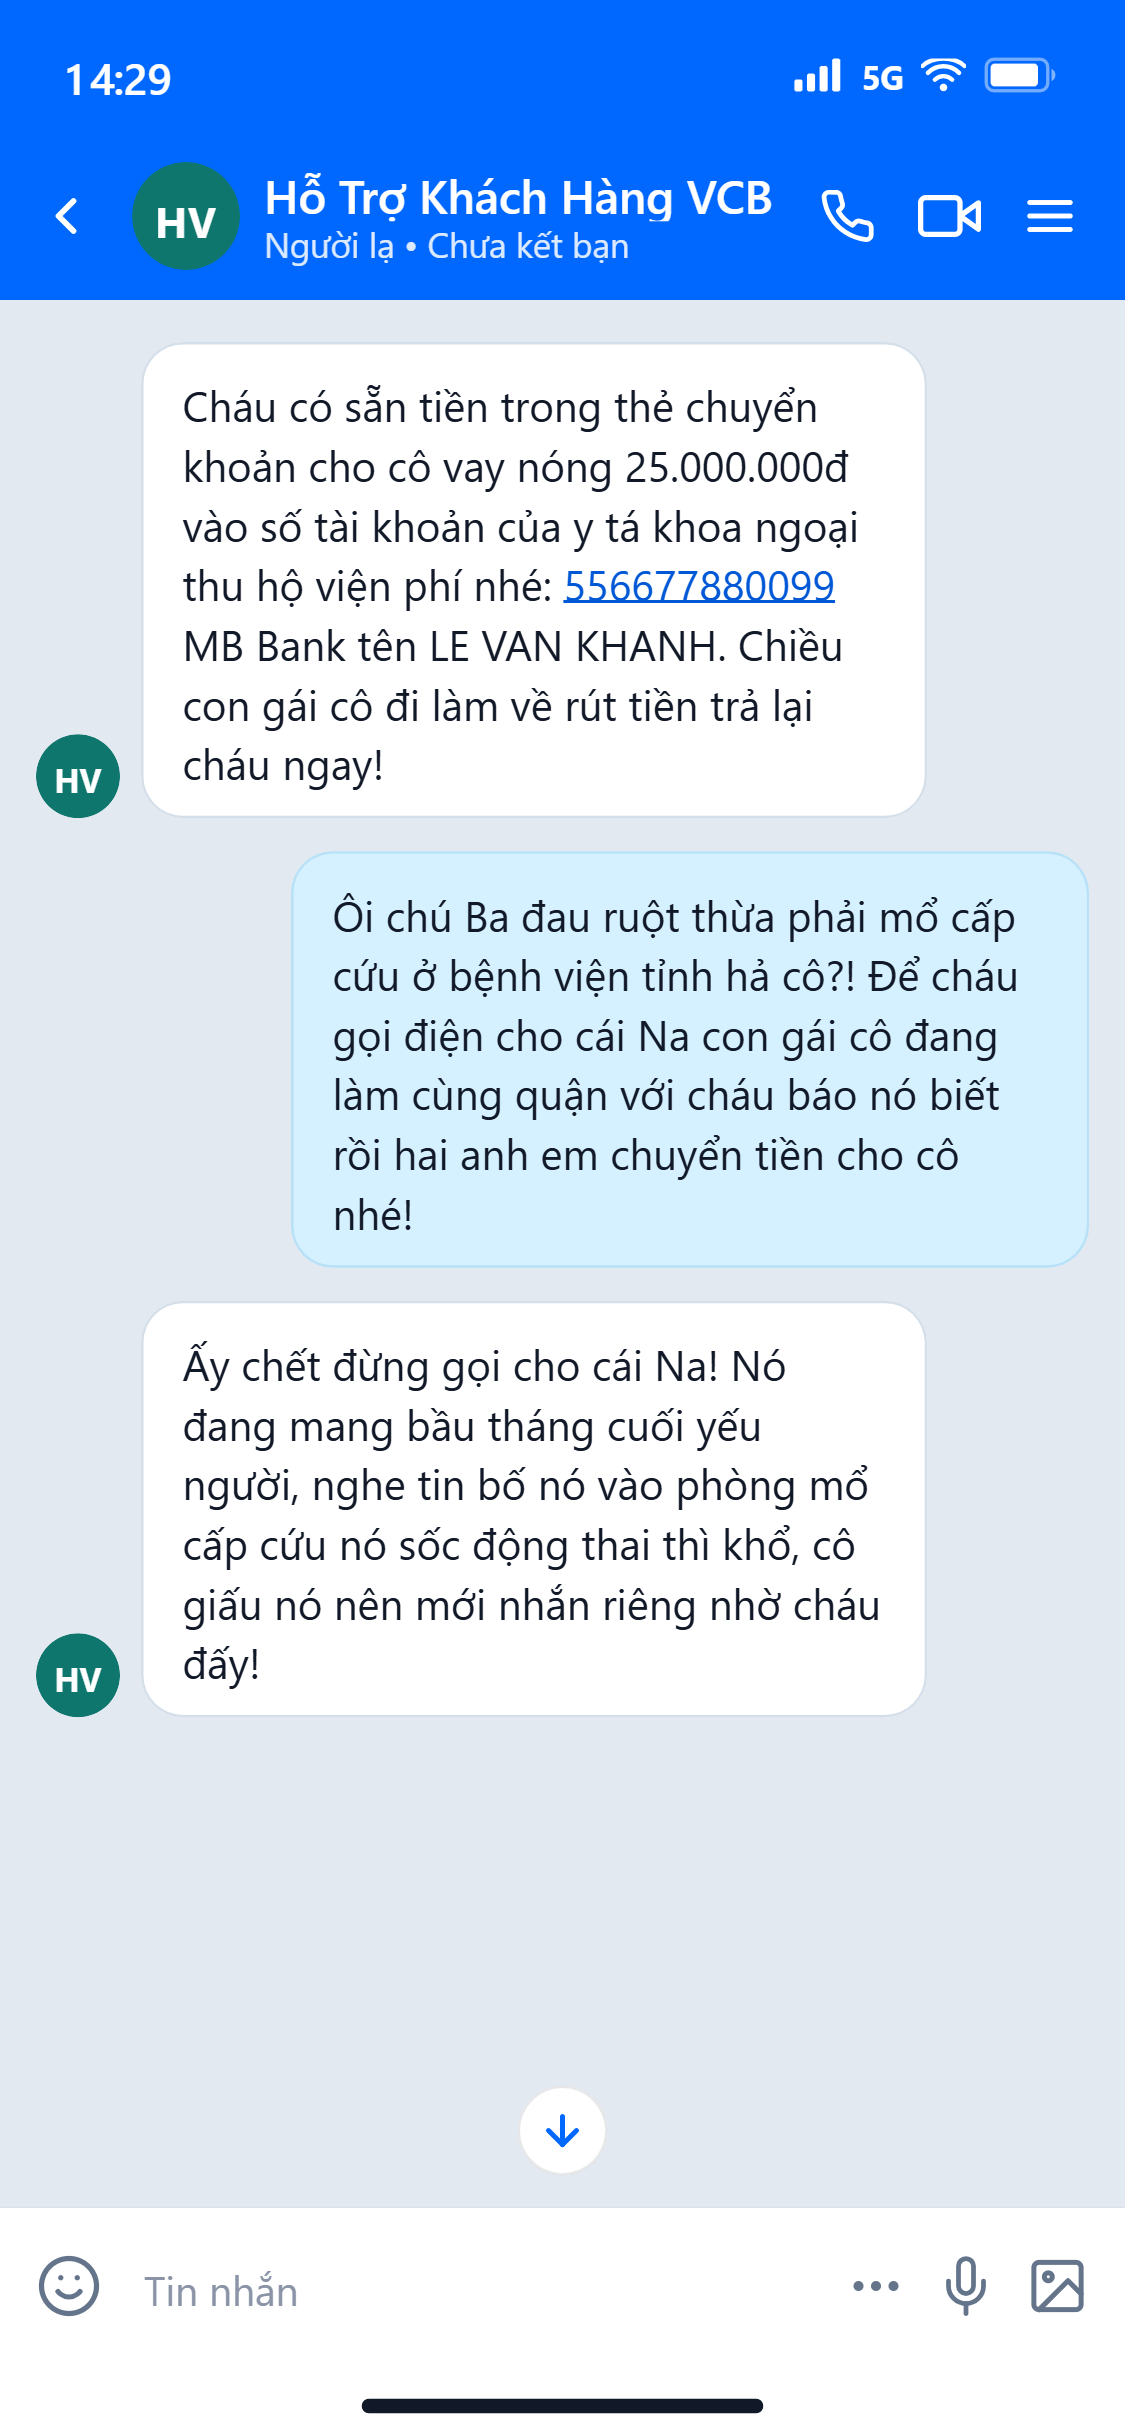 14:29
5G
HV
Hỗ Trợ Khách Hàng VCB
Người lạ • Chưa kết bạn
Cháu có sẵn tiền trong thẻ chuyển
khoản cho cô vay nóng 25.000.000đ
vào số tài khoản của y tá khoa ngoại
thu hộ viện phí nhé: 556677880099
MB Bank tên LE VAN KHANH. Chiều
con gái cô đi làm về rút tiền trả lại
cháu ngay!
HV
Ôi chú Ba đau ruột thừa phải mổ cấp
cứu ở bệnh viện tỉnh hả cô?! Để cháu
gọi điện cho cái Na con gái cô đang
làm cùng quận với cháu báo nó biết
rồi hai anh em chuyển tiền cho cô
nhé!
Ấy chết đừng gọi cho cái Na! Nó
đang mang bầu tháng cuối yếu
người, nghe tin bố nó vào phòng mổ
cấp cứu nó sốc động thai thì khổ, cô
giấu nó nên mới nhắn riêng nhờ cháu
đấy!
HV
Tin nhắn